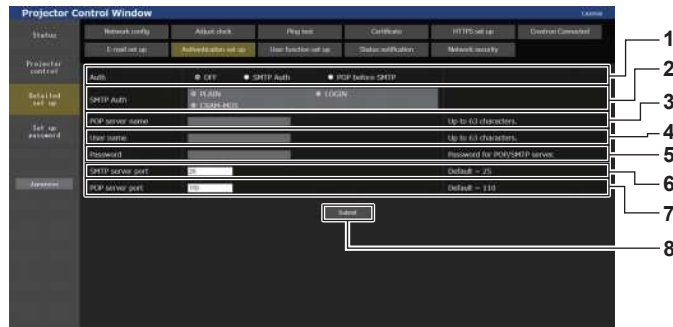 Projector Control Window
License
Status
Network config
Adjust clock
Ping test
Certificate
HTTPS set up
Crestron Connected
E-mail set up
Authentication set up
User function set up
Status notification
Network security
Projector control
Detailed set up
Set up password
Japanese
Auth
OFF
SMTP Auth
POP before SMTP
SMTP Auth
PLAIN
LOGIN
CRAM-MD5
POP server name
Up to 63 characters.
User name
Up to 63 characters.
Password
Password for POP/SMTP server.
SMTP server port
25
Default = 25
POP server port
110
Default = 110
Submit
1
2
3
4
5
6
7
8